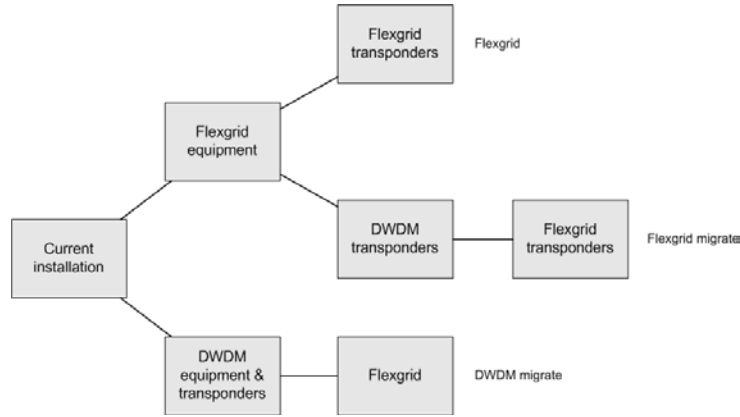 Flexgrid
transponders
Flexgrid
Flexgrid
equipment
DWDM
transponders
Flexgrid
transponders
Flexgrid migrate
Current
installation
DWDM
equipment &
transponders
Flexgrid
DWDM migrate